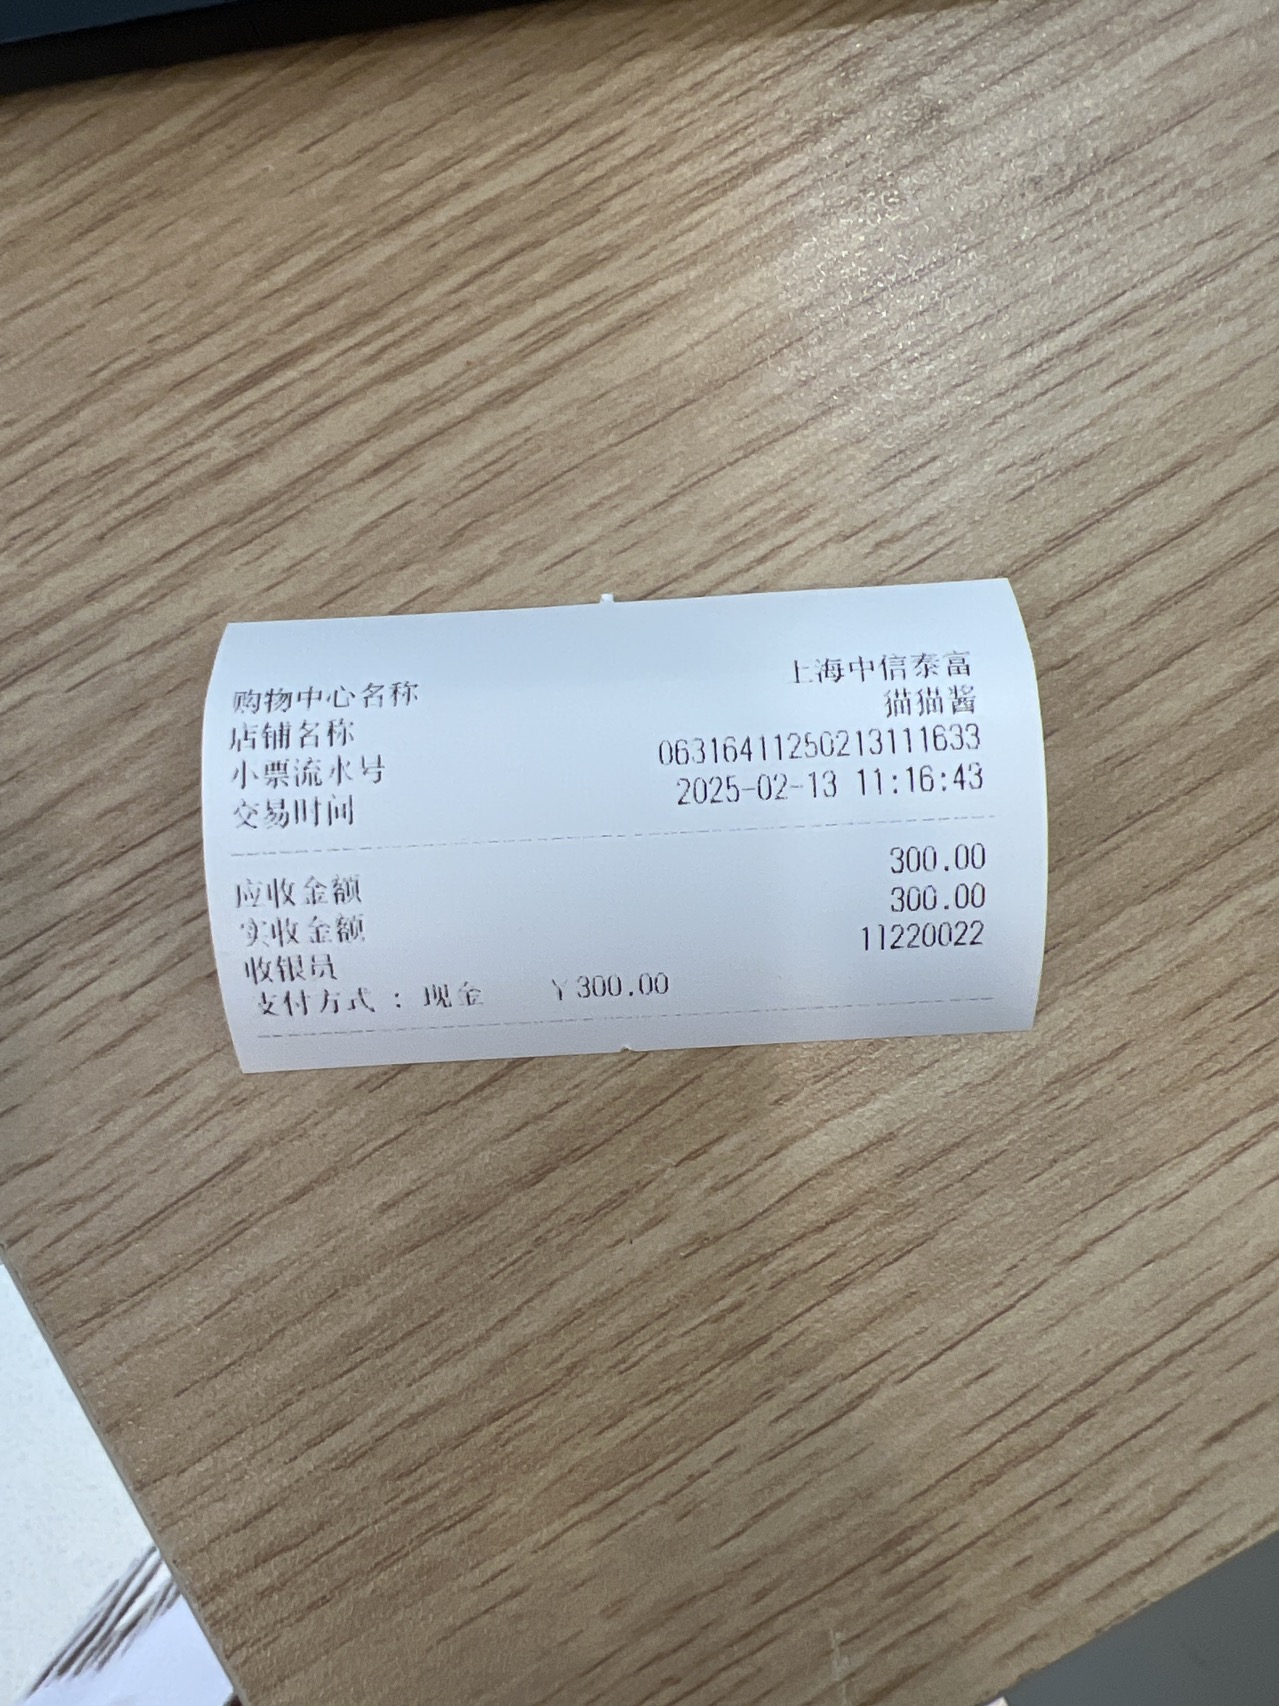 购物中心名称 上海中信泰富
店铺名称 猫猫酱
小票流水号 06316411250213111633
交易时间 2025-02-13 11:16:43
应收金额 300.00
实收金额 300.00
收银员 11220022
支付方式 : 现金 ¥300.00